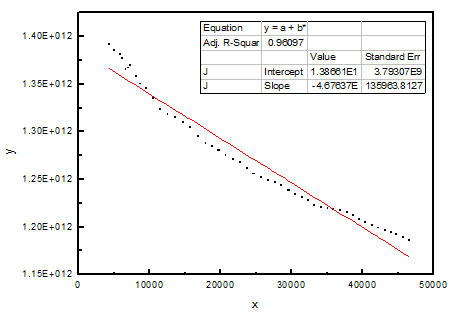 Equation y = a + b*
Adj. R-Squar 0.96097
Value Standard Err
J Intercept 1.38661E1 3.79307E9
J Slope -4.67637E 135963.8127
1.40E+012
1.35E+012
1.30E+012
1.25E+012
1.20E+012
1.15E+012
y
0 10000 20000 30000 40000 50000
x